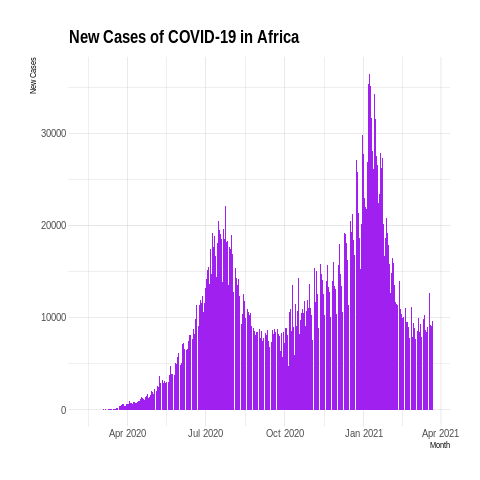 New Cases of COVID-19 in Africa
New Cases
30000
20000
10000
0
Apr 2020 Jul 2020 Oct 2020 Jan 2021 Apr 2021
Month